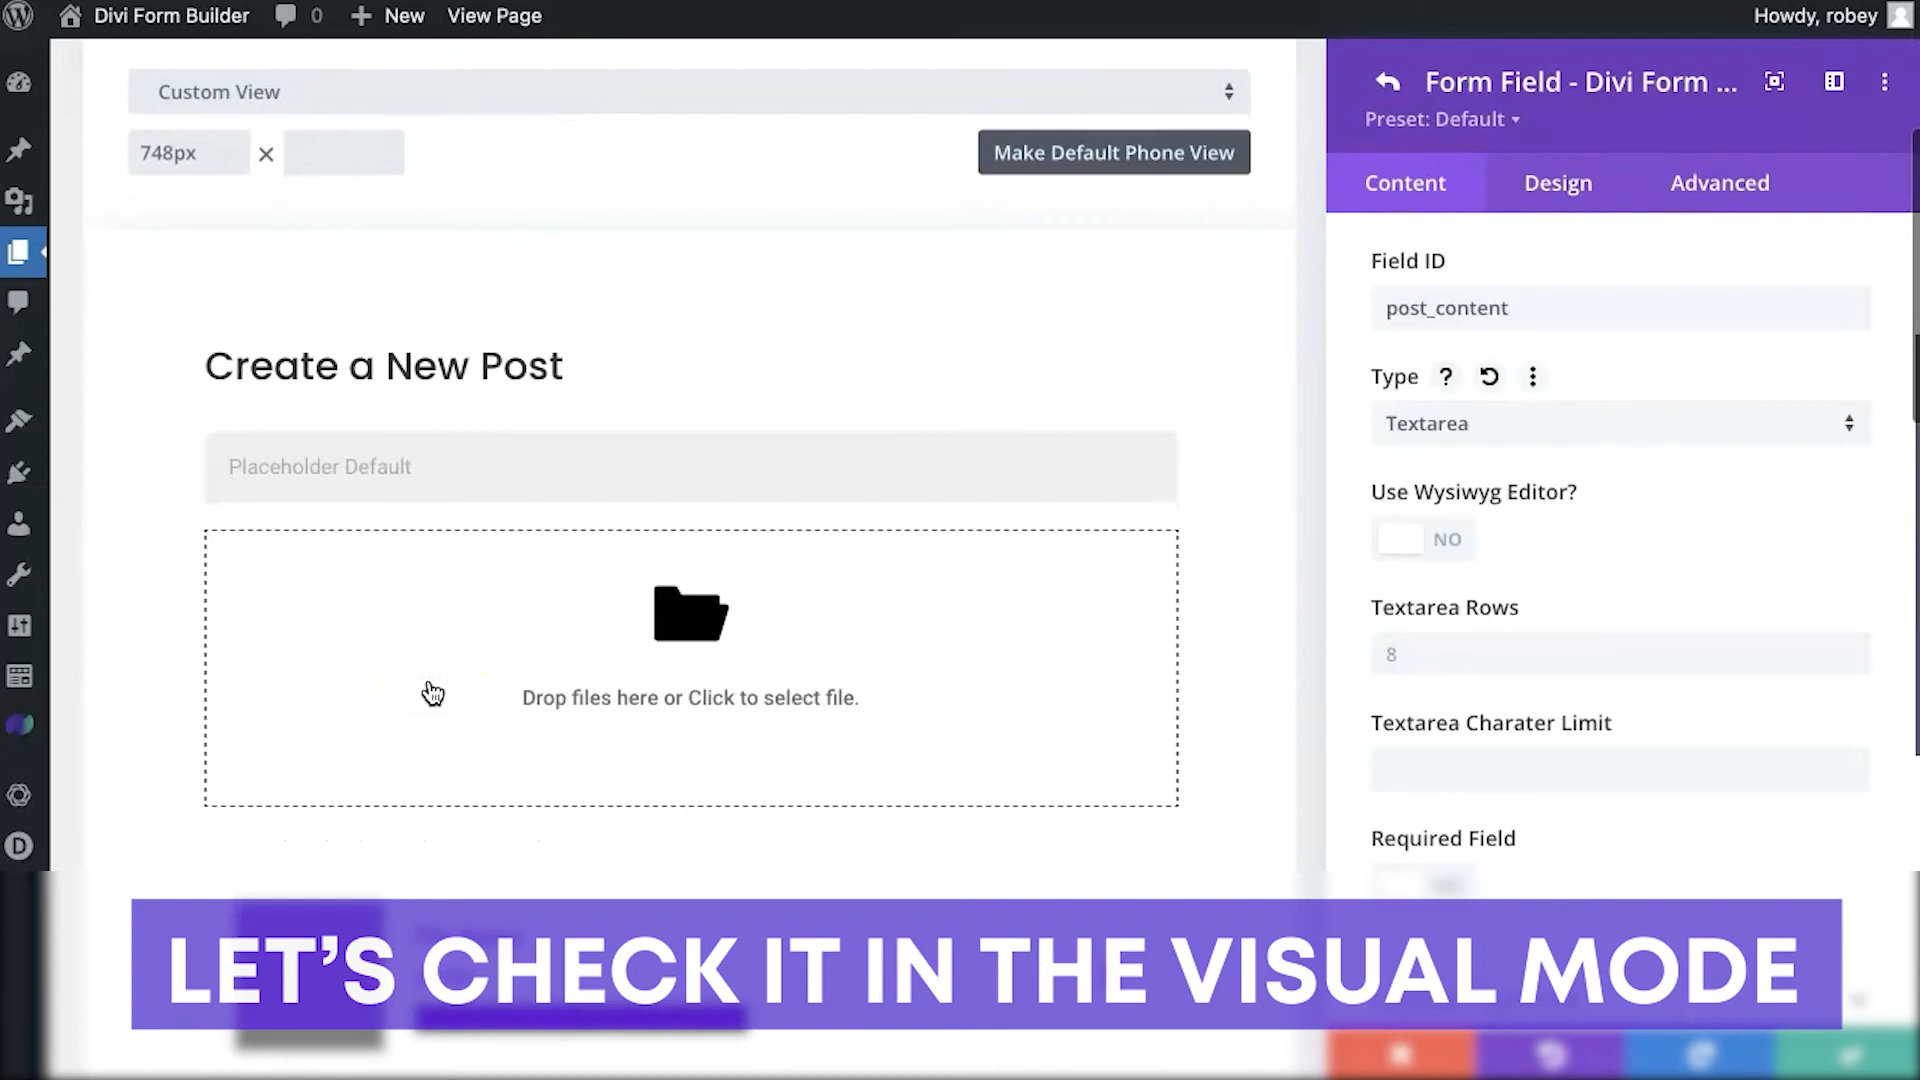 Divi Form Builder
0
New
View Page
Howdy, robey
Custom View
748px
Make Default Phone View
Create a New Post
Placeholder Default
Drop files here or Click to select file.
Form Field - Divi Form ...
Preset: Default
Content
Design
Advanced
Field ID
post_content
Type ?
Textarea
Use Wysiwyg Editor?
NO
Textarea Rows
8
Textarea Charater Limit
Required Field
LET'S CHECK IT IN THE VISUAL MODE